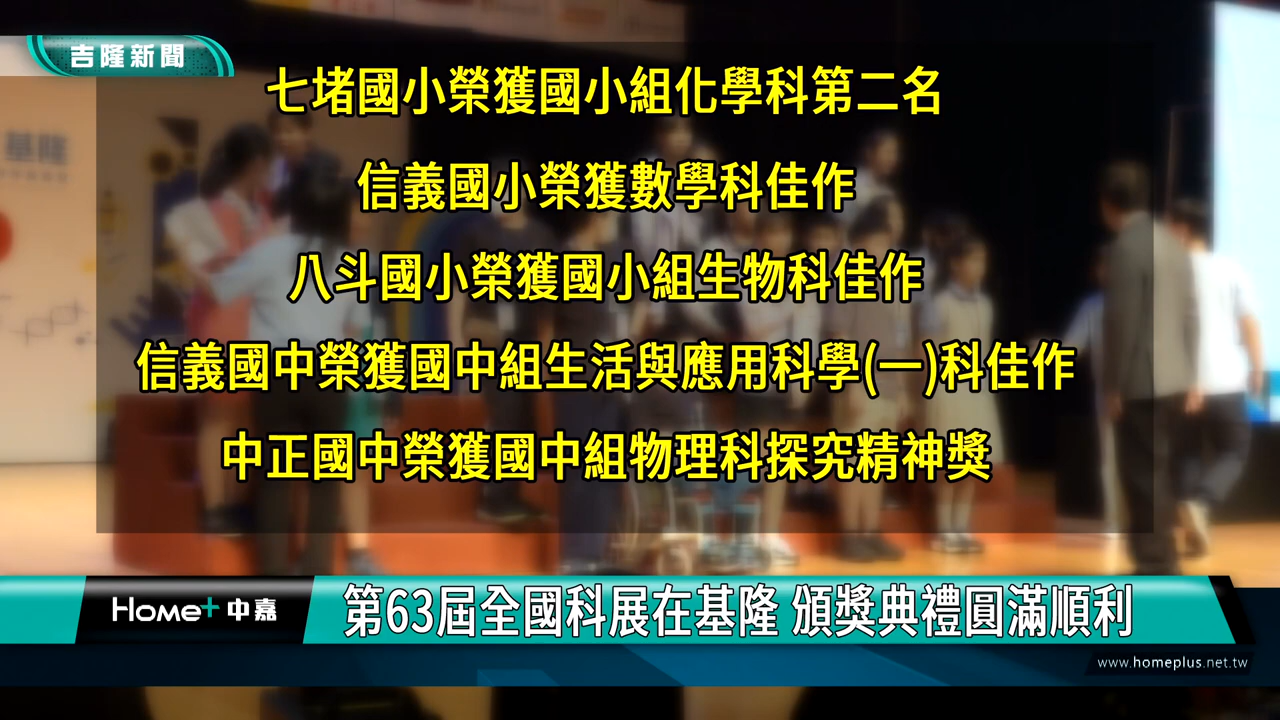 吉隆新聞
七堵國小榮獲國小組化學科第二名
信義國小榮獲數學科佳作
八斗國小榮獲國小組生物科佳作
信義國中榮獲國中組生活與應用科學(一)科佳作
中正國中榮獲國中組物理科探究精神獎
基隆
Home+ 中嘉
第63屆全國科展在基隆 頒獎典禮圓滿順利
www.homeplus.net.tw